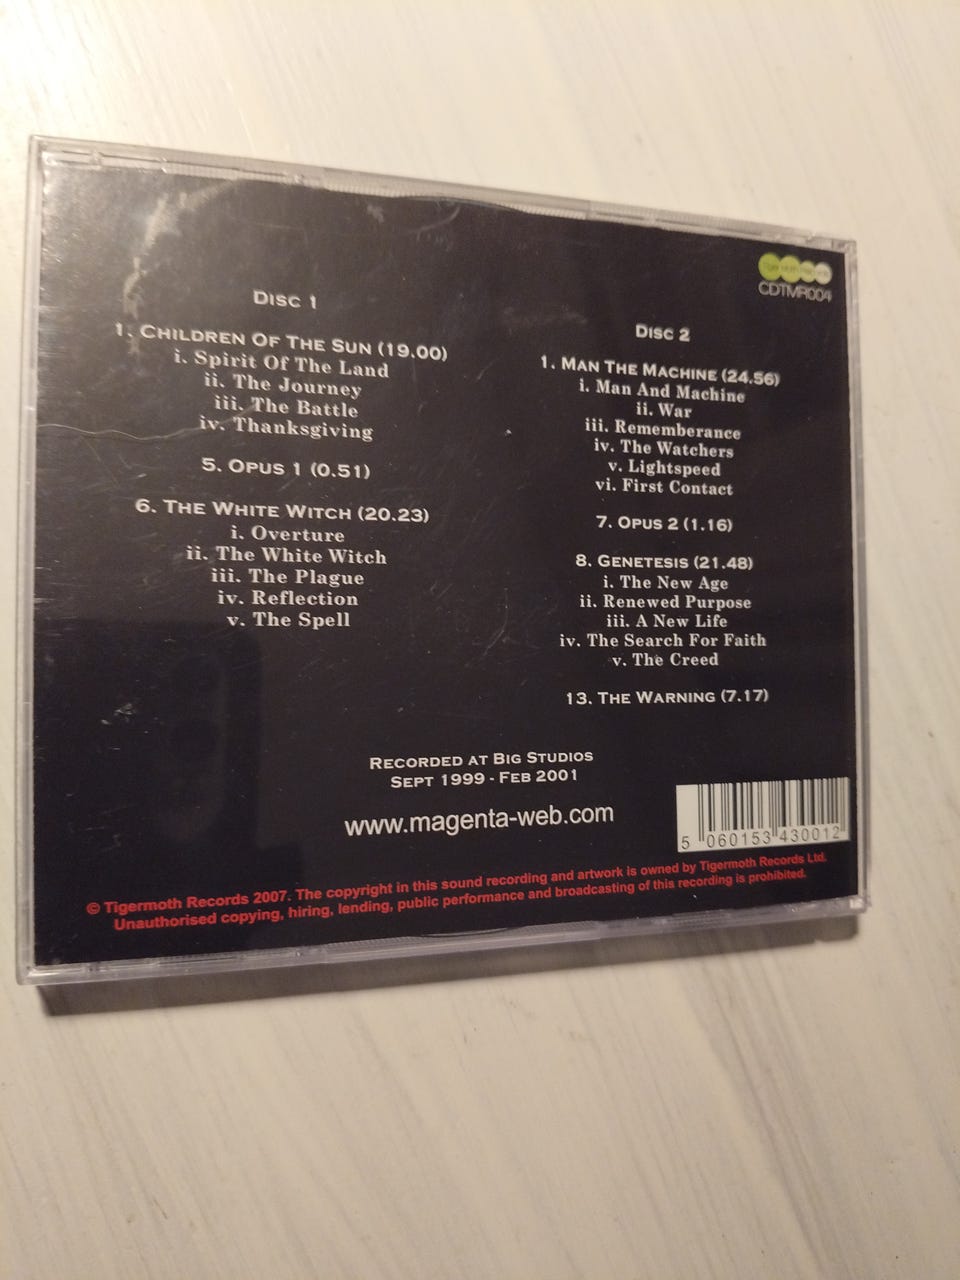 Disc 1
1. Children Of The Sun (19.00)
i. Spirit Of The Land
ii. The Journey
iii. The Battle
iv. Thanksgiving
5. Opus 1 (0.51)
6. The White Witch (20.23)
i. Overture
ii. The White Witch
iii. The Plague
iv. Reflection
v. The Spell
Tiger Moth Records
CDTMR004
Disc 2
1. Man The Machine (24.56)
i. Man And Machine
ii. War
iii. Rememberance
iv. The Watchers
v. Lightspeed
vi. First Contact
7. Opus 2 (1.16)
8. Genetesis (21.48)
i. The New Age
ii. Renewed Purpose
iii. A New Life
iv. The Search For Faith
v. The Creed
13. The Warning (7.17)
Recorded at Big Studios
Sept 1999 - Feb 2001
www.magenta-web.com
5 060153 430012
© Tigermoth Records 2007. The copyright in this sound recording and artwork is owned by Tigermoth Records Ltd.
Unauthorised copying, hiring, lending, public performance and broadcasting of this recording is prohibited.